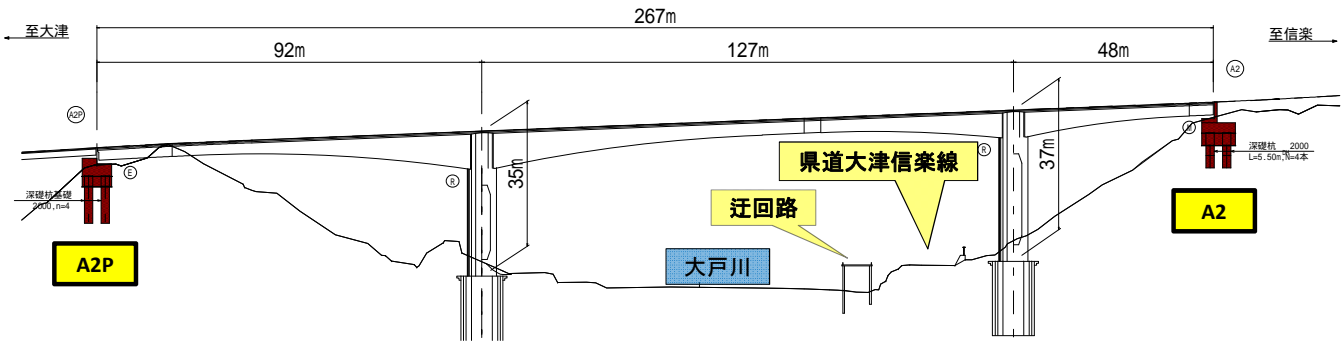 267m
至大津
至信楽
92m
127m
48m
A2
A2P
35m
37m
E
R
R
M
県道大津信楽線
迂回路
大戸川
深礎杭基礎
2000,n=4
深礎杭 2000
L=5.50m,N=4本
A2P
A2